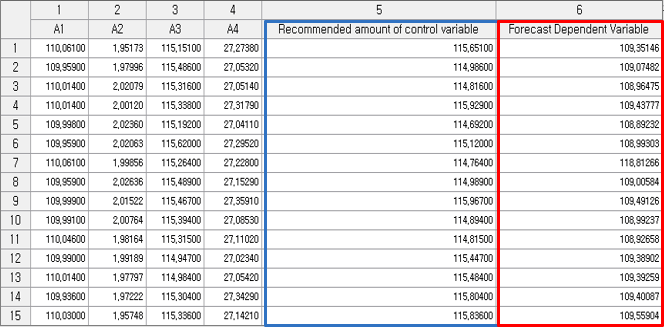 1 2 3 4 5 6
A1 A2 A3 A4 Recommended amount of control variable Forecast Dependent Variable
1 110,06100 1,95173 115,15100 27,27380 115,65100 109,35146
2 109,95900 1,97996 115,48600 27,05320 114,98600 109,07482
3 110,01400 2,02079 115,31600 27,05140 114,81600 108,96475
4 110,01400 2,00120 115,33800 27,31790 115,92900 109,43777
5 109,99800 2,02360 115,19200 27,04110 114,69200 108,89232
6 109,95900 2,02063 115,62000 27,29520 115,12000 108,99303
7 110,06100 1,99856 115,26400 27,22800 114,76400 118,81266
8 109,95900 2,02636 115,48900 27,15290 114,98900 109,00584
9 109,99900 2,01522 115,46700 27,35910 115,96700 109,49126
10 109,99100 2,00764 115,39400 27,08530 114,89400 108,99237
11 110,04600 1,98164 115,31500 27,11020 114,81500 108,92658
12 109,99000 1,99189 114,94700 27,02340 115,44700 109,38902
13 110,01400 1,97797 114,98400 27,05420 115,48400 109,39259
14 109,93600 1,97222 115,30400 27,34290 115,80400 109,40087
15 110,03000 1,95748 115,33600 27,14210 115,83600 109,55904